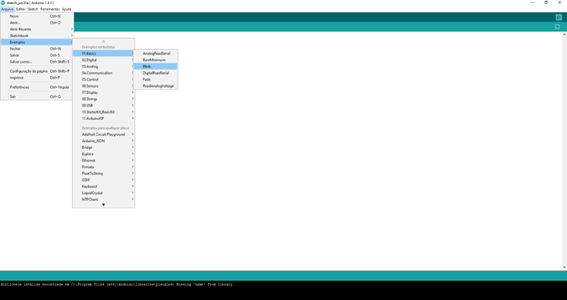 Arduino 1.8.13
Arquivo Editar Sketch Ferramentas Ajuda
Novo Ctrl+N
Abrir... Ctrl+O
Abrir Recente
Sketchbook
Exemplos
Fechar Ctrl+W
Salvar Ctrl+S
Salvar como... Ctrl+Shift+S
Configuração da página Ctrl+Shift+P
Imprimir Ctrl+P
Preferências Ctrl+Vírgula
Sair Ctrl+Q
Exemplos embutidos
01.Basics
02.Digital
03.Analog
04.Communication
05.Control
06.Sensors
07.Display
08.Strings
09.USB
10.StarterKit_BasicKit
11.ArduinoISP
Exemplos para qualquer placa
Adafruit Circuit Playground
Arduino_JSON
Bridge
Esplora
Ethernet
Firmata
FloatToString
GSM
Keyboard
LiquidCrystal
NTPClient
AnalogReadSerial
BareMinimum
Blink
DigitalReadSerial
Fade
ReadAnalogVoltage
Biblioteca inválida encontrada em C:\Program Files (x86)\Arduino\libraries\ Missing 'name' from library